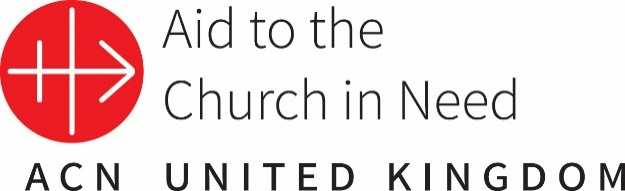 Aid to the
Church in Need
ACN UNITED KINGDOM